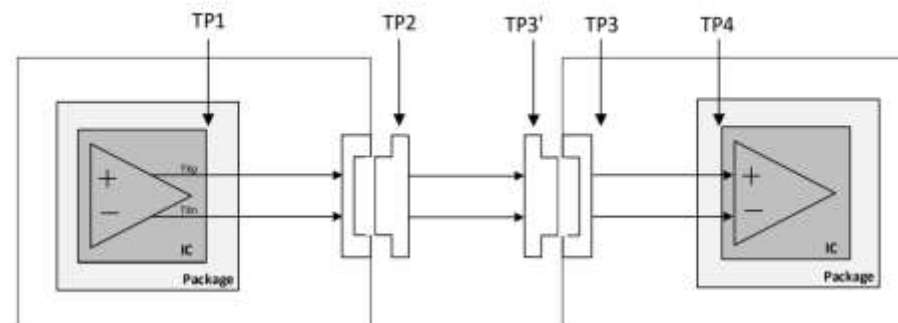 TP1 TP2 TP3' TP3 TP4
+ +
− −
IC IC
Package Package